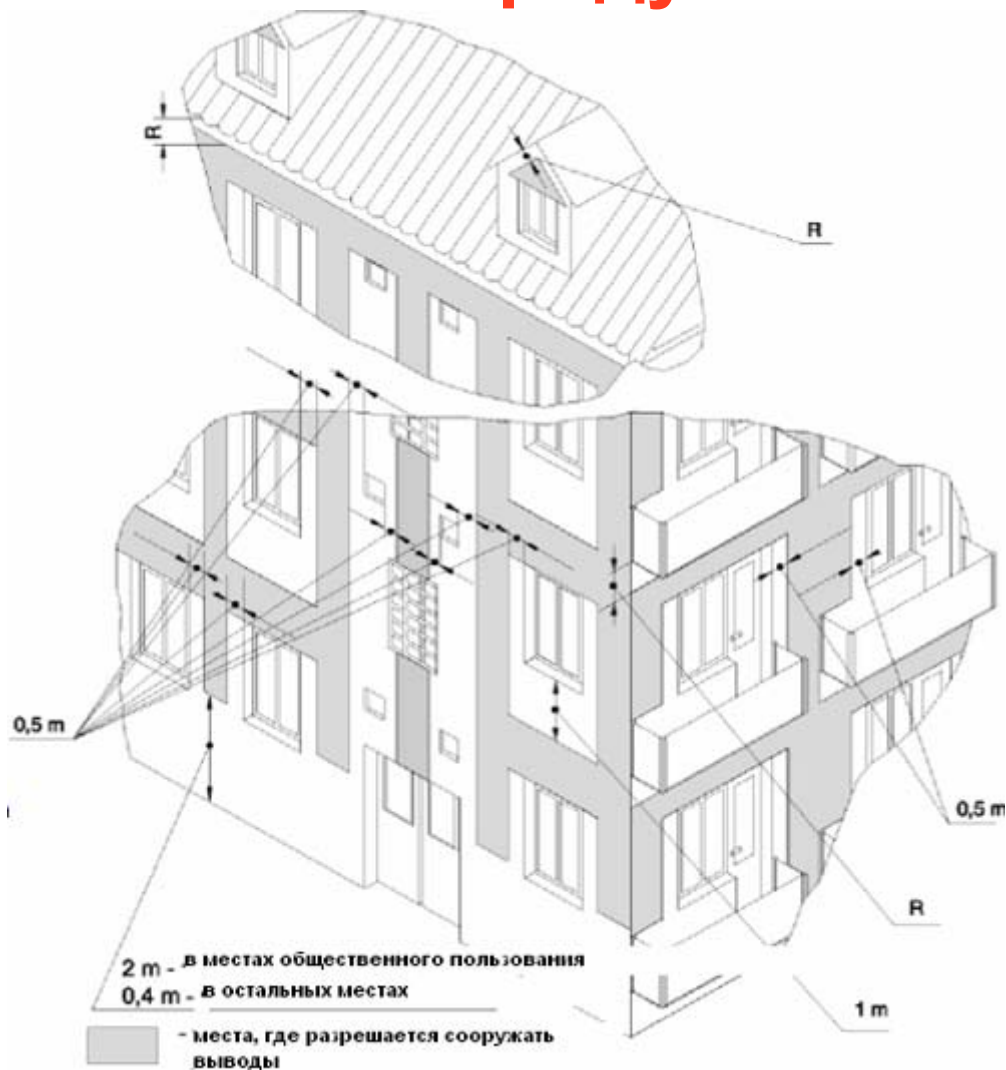 R
R
0,5 m
0,5 m
R
2 m - в местах общественного пользования
0,4 m - в остальных местах
1 m
- места, где разрешается сооружать
выводы